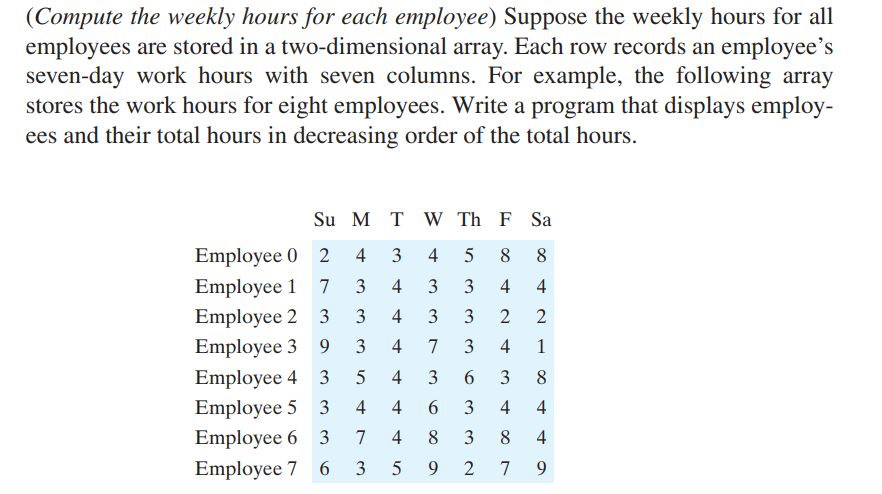 (Compute the weekly hours for each employee) Suppose the weekly hours for all
employees are stored in a two-dimensional array. Each row records an employee’s
seven-day work hours with seven columns. For example, the following array
stores the work hours for eight employees. Write a program that displays employ-
ees and their total hours in decreasing order of the total hours.
Su M T W Th F Sa
Employee 0 2 4 3 4 5 8 8
Employee 1 7 3 4 3 3 4 4
Employee 2 3 3 4 3 3 2 2
Employee 3 9 3 4 7 3 4 1
Employee 4 3 5 4 3 6 3 8
Employee 5 3 4 4 6 3 4 4
Employee 6 3 7 4 8 3 8 4
Employee 7 6 3 5 9 2 7 9